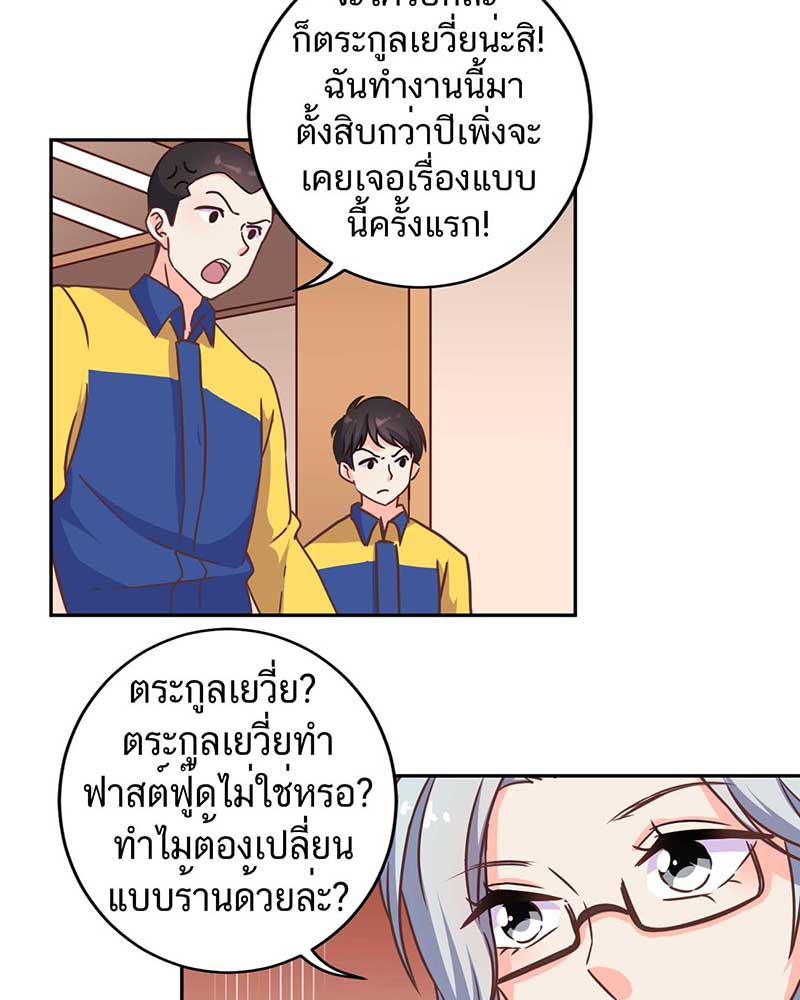 ก็ตระกูลเยวี่ยน่ะสิ!
ฉันทำงานนี้มา
ตั้งสิบกว่าปีเพิ่งจะ
เคยเจอเรื่องแบบ
นี้ครั้งแรก!
ตระกูลเยวี่ย?
ตระกูลเยวี่ยทำ
ฟาสต์ฟู๊ดไม่ใช่หรอ?
ทำไมต้องเปลี่ยน
แบบร้านด้วยล่ะ?